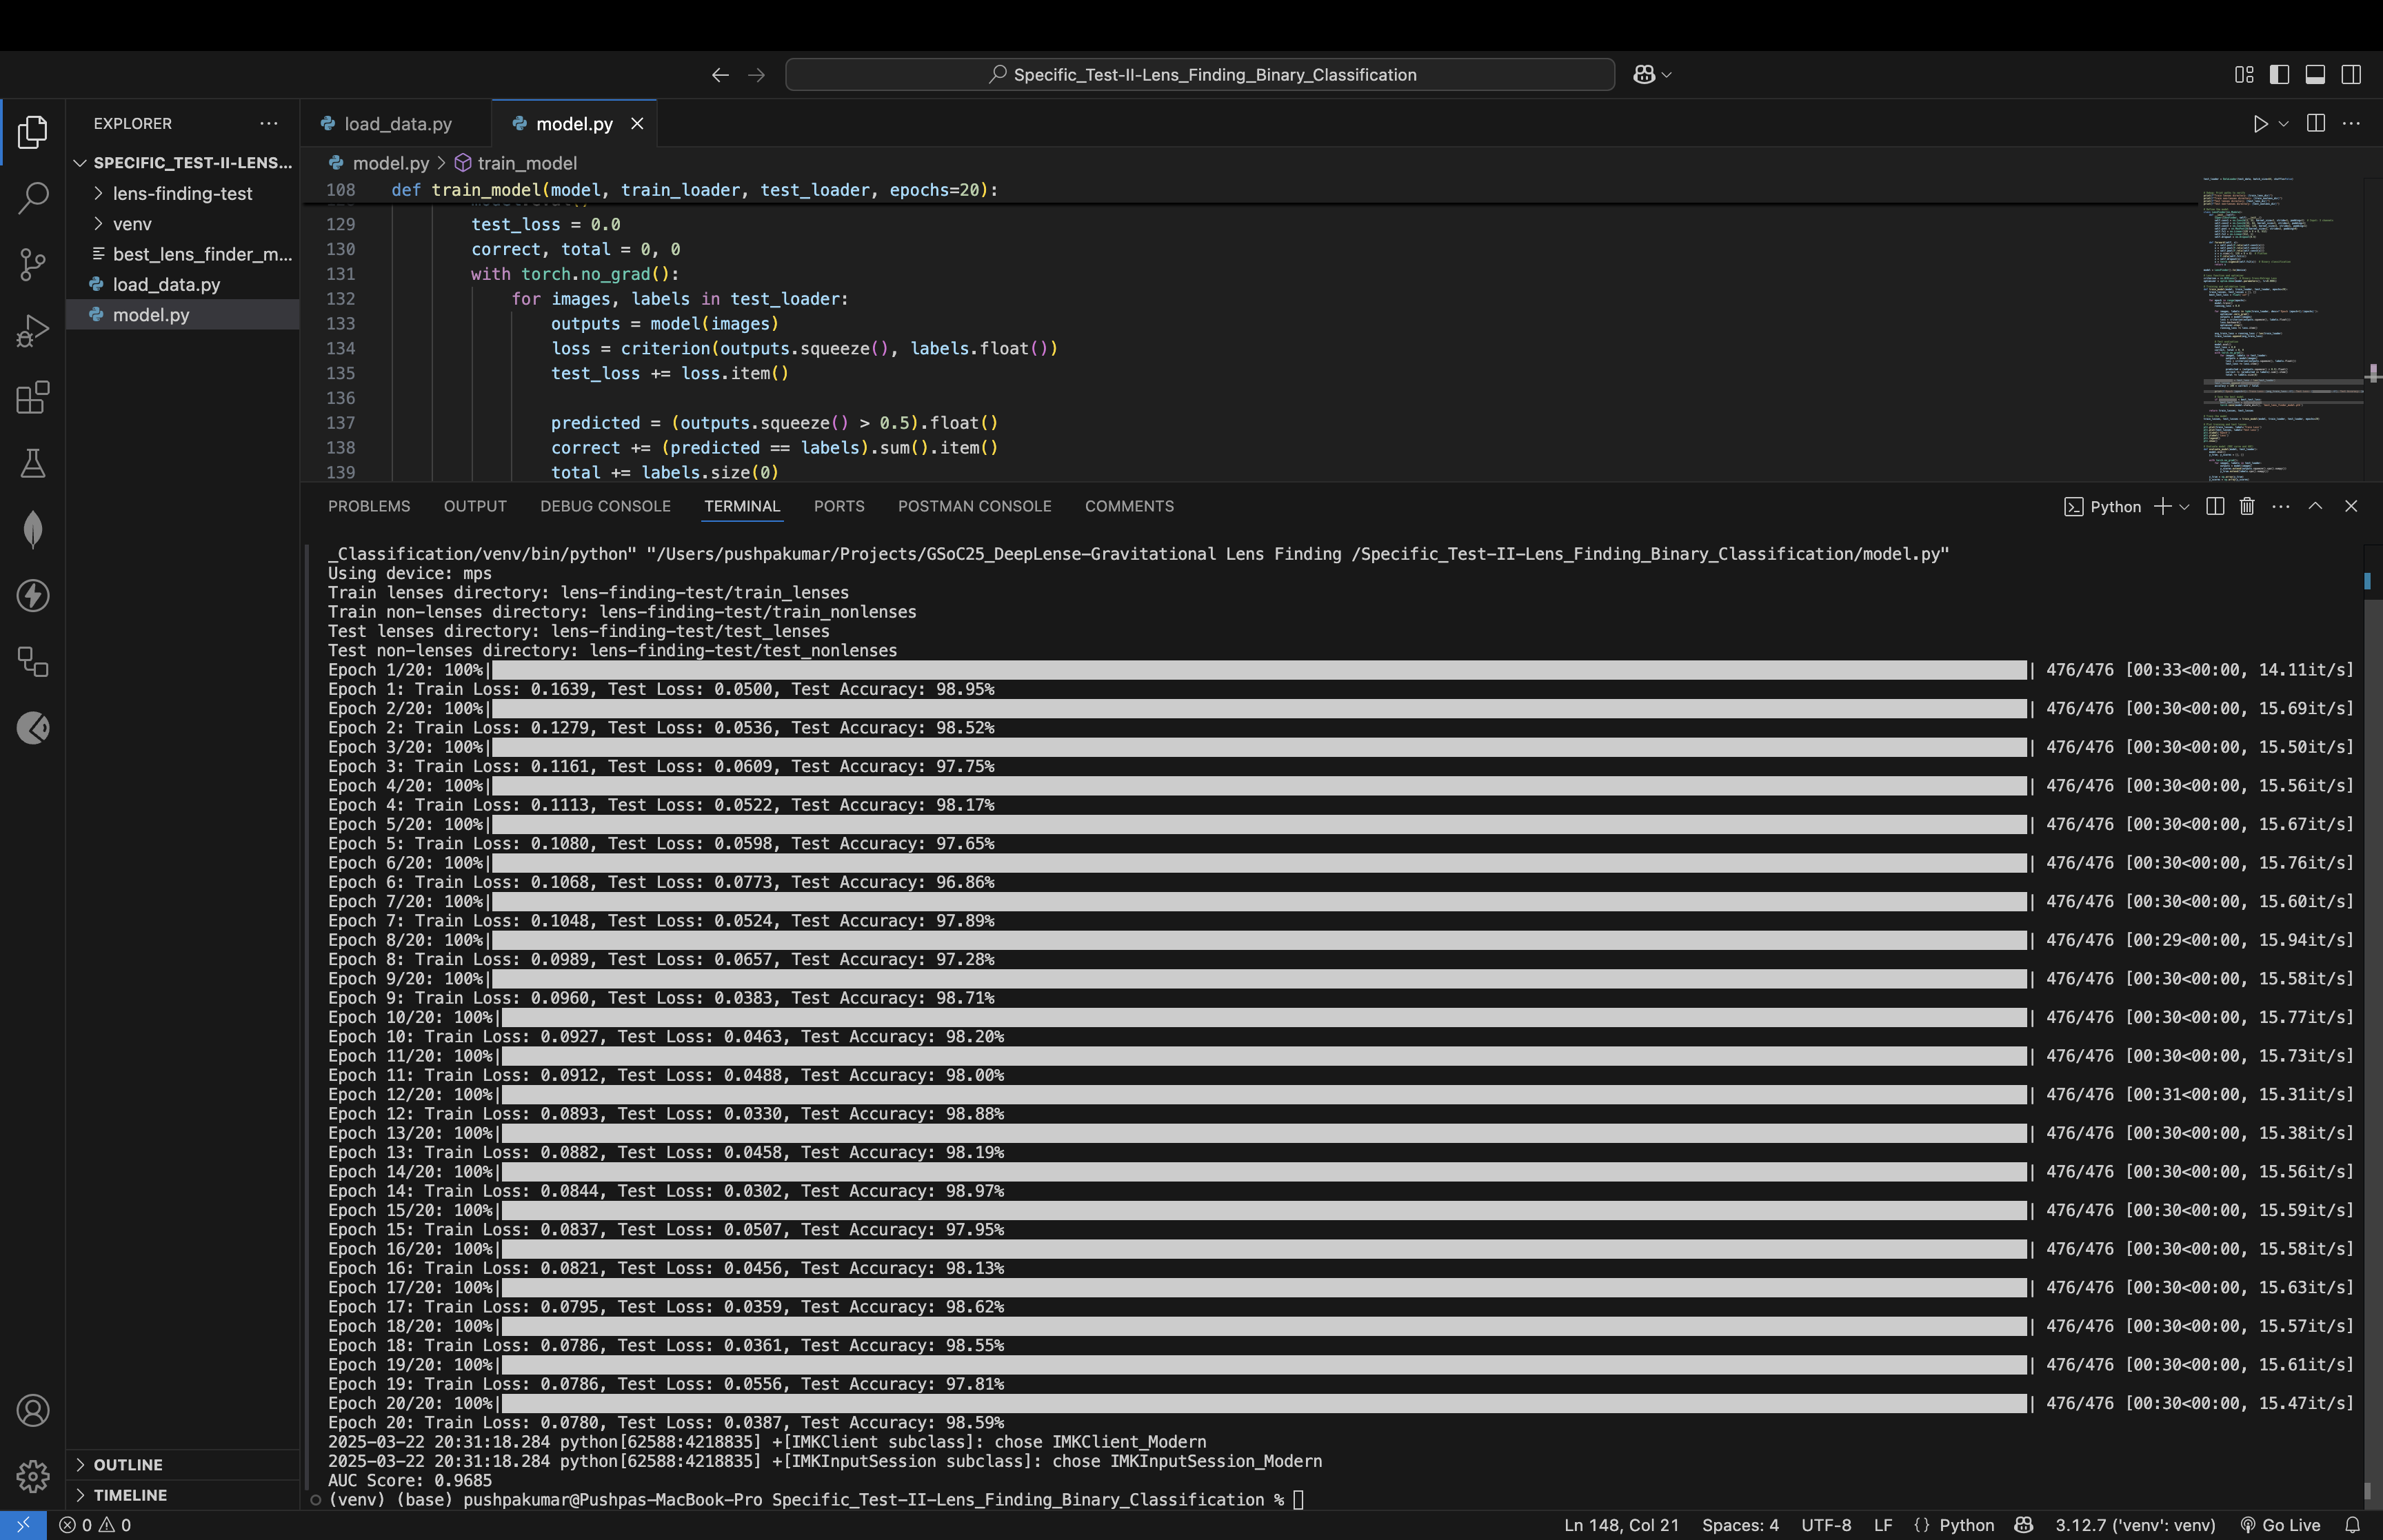 Specific_Test-II-Lens_Finding_Binary_Classification
EXPLORER
SPECIFIC_TEST-II-LENS...
lens-finding-test
venv
best_lens_finder_m...
load_data.py
model.py
OUTLINE
TIMELINE
load_data.py
model.py
model.py > train_model
108 def train_model(model, train_loader, test_loader, epochs=20):
129 test_loss = 0.0
130 correct, total = 0, 0
131 with torch.no_grad():
132 for images, labels in test_loader:
133 outputs = model(images)
134 loss = criterion(outputs.squeeze(), labels.float())
135 test_loss += loss.item()
136
137 predicted = (outputs.squeeze() > 0.5).float()
138 correct += (predicted == labels).sum().item()
139 total += labels.size(0)
PROBLEMS OUTPUT DEBUG CONSOLE TERMINAL PORTS POSTMAN CONSOLE COMMENTS
Python
_Classification/venv/bin/python" "/Users/pushpakumar/Projects/GSoC25_DeepLense-Gravitational Lens Finding /Specific_Test-II-Lens_Finding_Binary_Classification/model.py"
Using device: mps
Train lenses directory: lens-finding-test/train_lenses
Train non-lenses directory: lens-finding-test/train_nonlenses
Test lenses directory: lens-finding-test/test_lenses
Test non-lenses directory: lens-finding-test/test_nonlenses
Epoch 1/20: 100%| | 476/476 [00:33<00:00, 14.11it/s]
Epoch 1: Train Loss: 0.1639, Test Loss: 0.0500, Test Accuracy: 98.95%
Epoch 2/20: 100%| | 476/476 [00:30<00:00, 15.69it/s]
Epoch 2: Train Loss: 0.1279, Test Loss: 0.0536, Test Accuracy: 98.52%
Epoch 3/20: 100%| | 476/476 [00:30<00:00, 15.50it/s]
Epoch 3: Train Loss: 0.1161, Test Loss: 0.0609, Test Accuracy: 97.75%
Epoch 4/20: 100%| | 476/476 [00:30<00:00, 15.56it/s]
Epoch 4: Train Loss: 0.1113, Test Loss: 0.0522, Test Accuracy: 98.17%
Epoch 5/20: 100%| | 476/476 [00:30<00:00, 15.67it/s]
Epoch 5: Train Loss: 0.1080, Test Loss: 0.0598, Test Accuracy: 97.65%
Epoch 6/20: 100%| | 476/476 [00:30<00:00, 15.76it/s]
Epoch 6: Train Loss: 0.1068, Test Loss: 0.0773, Test Accuracy: 96.86%
Epoch 7/20: 100%| | 476/476 [00:30<00:00, 15.60it/s]
Epoch 7: Train Loss: 0.1048, Test Loss: 0.0524, Test Accuracy: 97.89%
Epoch 8/20: 100%| | 476/476 [00:29<00:00, 15.94it/s]
Epoch 8: Train Loss: 0.0989, Test Loss: 0.0657, Test Accuracy: 97.28%
Epoch 9/20: 100%| | 476/476 [00:30<00:00, 15.58it/s]
Epoch 9: Train Loss: 0.0960, Test Loss: 0.0383, Test Accuracy: 98.71%
Epoch 10/20: 100%| | 476/476 [00:30<00:00, 15.77it/s]
Epoch 10: Train Loss: 0.0927, Test Loss: 0.0463, Test Accuracy: 98.20%
Epoch 11/20: 100%| | 476/476 [00:30<00:00, 15.73it/s]
Epoch 11: Train Loss: 0.0912, Test Loss: 0.0488, Test Accuracy: 98.00%
Epoch 12/20: 100%| | 476/476 [00:31<00:00, 15.31it/s]
Epoch 12: Train Loss: 0.0893, Test Loss: 0.0330, Test Accuracy: 98.88%
Epoch 13/20: 100%| | 476/476 [00:30<00:00, 15.38it/s]
Epoch 13: Train Loss: 0.0882, Test Loss: 0.0458, Test Accuracy: 98.19%
Epoch 14/20: 100%| | 476/476 [00:30<00:00, 15.56it/s]
Epoch 14: Train Loss: 0.0844, Test Loss: 0.0302, Test Accuracy: 98.97%
Epoch 15/20: 100%| | 476/476 [00:30<00:00, 15.59it/s]
Epoch 15: Train Loss: 0.0837, Test Loss: 0.0507, Test Accuracy: 97.95%
Epoch 16/20: 100%| | 476/476 [00:30<00:00, 15.58it/s]
Epoch 16: Train Loss: 0.0821, Test Loss: 0.0456, Test Accuracy: 98.13%
Epoch 17/20: 100%| | 476/476 [00:30<00:00, 15.63it/s]
Epoch 17: Train Loss: 0.0795, Test Loss: 0.0359, Test Accuracy: 98.62%
Epoch 18/20: 100%| | 476/476 [00:30<00:00, 15.57it/s]
Epoch 18: Train Loss: 0.0786, Test Loss: 0.0361, Test Accuracy: 98.55%
Epoch 19/20: 100%| | 476/476 [00:30<00:00, 15.61it/s]
Epoch 19: Train Loss: 0.0786, Test Loss: 0.0556, Test Accuracy: 97.81%
Epoch 20/20: 100%| | 476/476 [00:30<00:00, 15.47it/s]
Epoch 20: Train Loss: 0.0780, Test Loss: 0.0387, Test Accuracy: 98.59%
2025-03-22 20:31:18.284 python[62588:4218835] +[IMKClient subclass]: chose IMKClient_Modern
2025-03-22 20:31:18.284 python[62588:4218835] +[IMKInputSession subclass]: chose IMKInputSession_Modern
AUC Score: 0.9685
(venv) (base) pushpakumar@Pushpas-MacBook-Pro Specific_Test-II-Lens_Finding_Binary_Classification %
0 0 Ln 148, Col 21 Spaces: 4 UTF-8 LF {} Python 3.12.7 ('venv': venv) Go Live